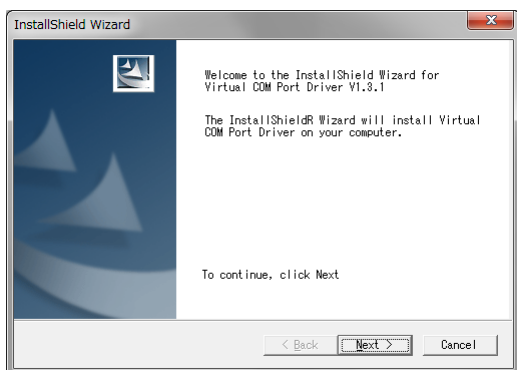 InstallShield Wizard
Welcome to the InstallShield Wizard for
Virtual COM Port Driver V1.3.1
The InstallShieldR Wizard will install Virtual
COM Port Driver on your computer.
To continue, click Next
< Back
Next >
Cancel